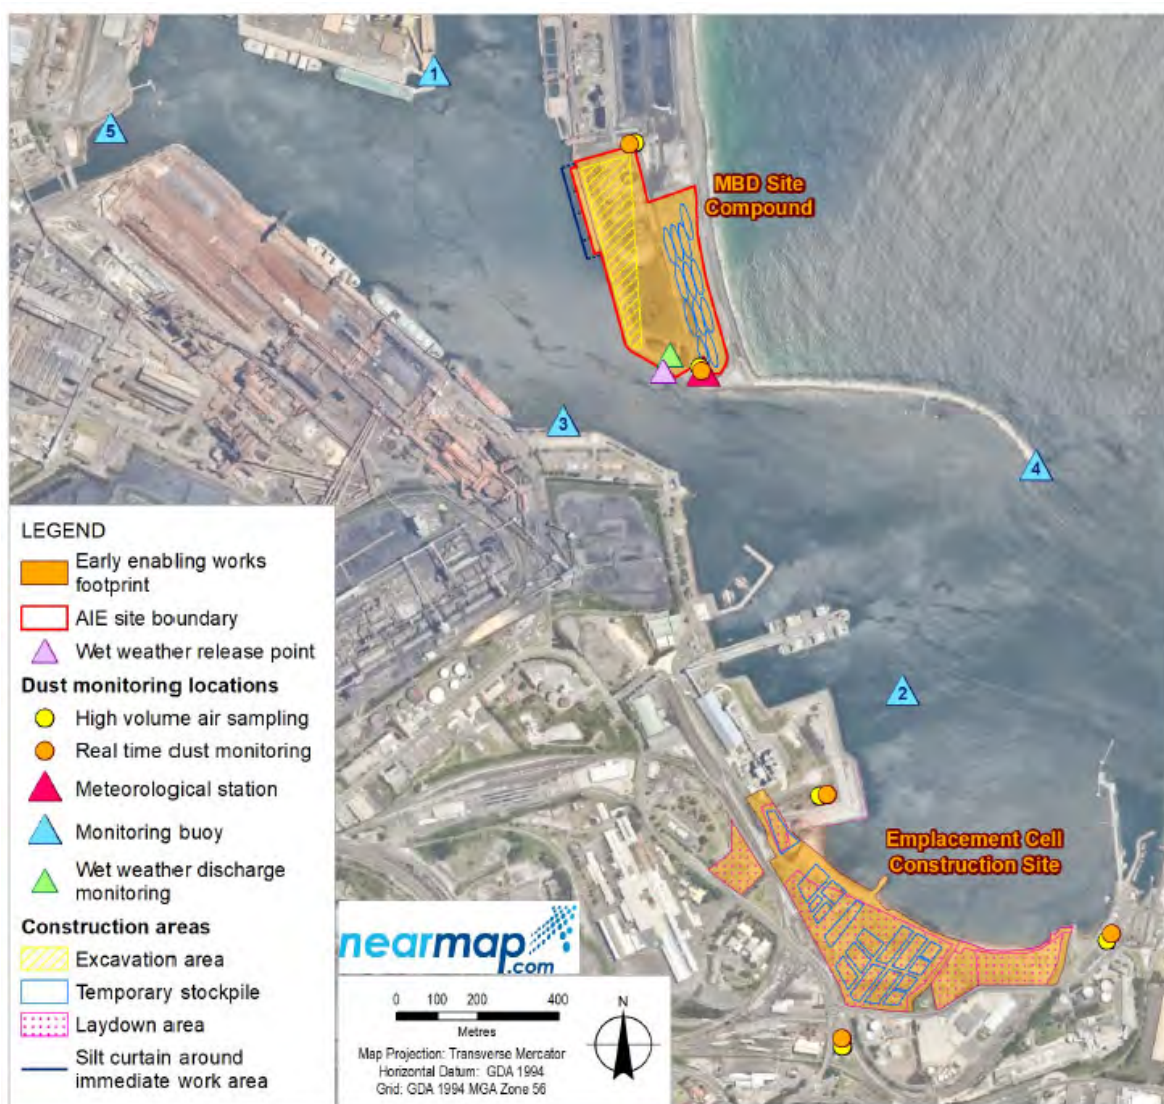 1
5
MBD Site
Compound
3
4
2
Emplacement Cell
Construction Site
LEGEND
Early enabling works
footprint
AIE site boundary
Wet weather release point
Dust monitoring locations
High volume air sampling
Real time dust monitoring
Meteorological station
Monitoring buoy
Wet weather discharge
monitoring
Construction areas
Excavation area
Temporary stockpile
Laydown area
Silt curtain around
immediate work area
nearmap
.com
0 100 200 400
Metres
Map Projection: Transverse Mercator
Horizontal Datum: GDA 1994
Grid: GDA 1994 MGA Zone 56
N